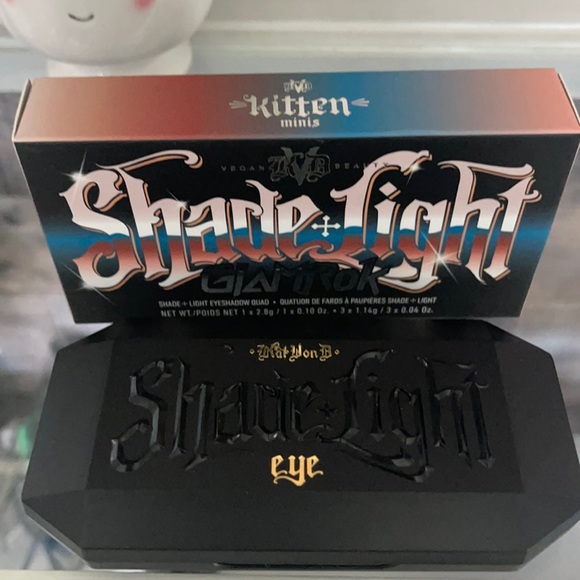 KVD
Kitten
minis
VEGAN KVD BEAUTY
Shade+Light
GLAMROK
SHADE + LIGHT EYESHADOW QUAD • QUATUOR DE FARDS À PAUPIÈRES SHADE + LIGHT
NET WT./POIDS NET 1 x 2.8g / 1 x 0.10 Oz. • 3 x 1.14g / 3 x 0.04 Oz.
•Kat Von D•
Shade+Light
eye